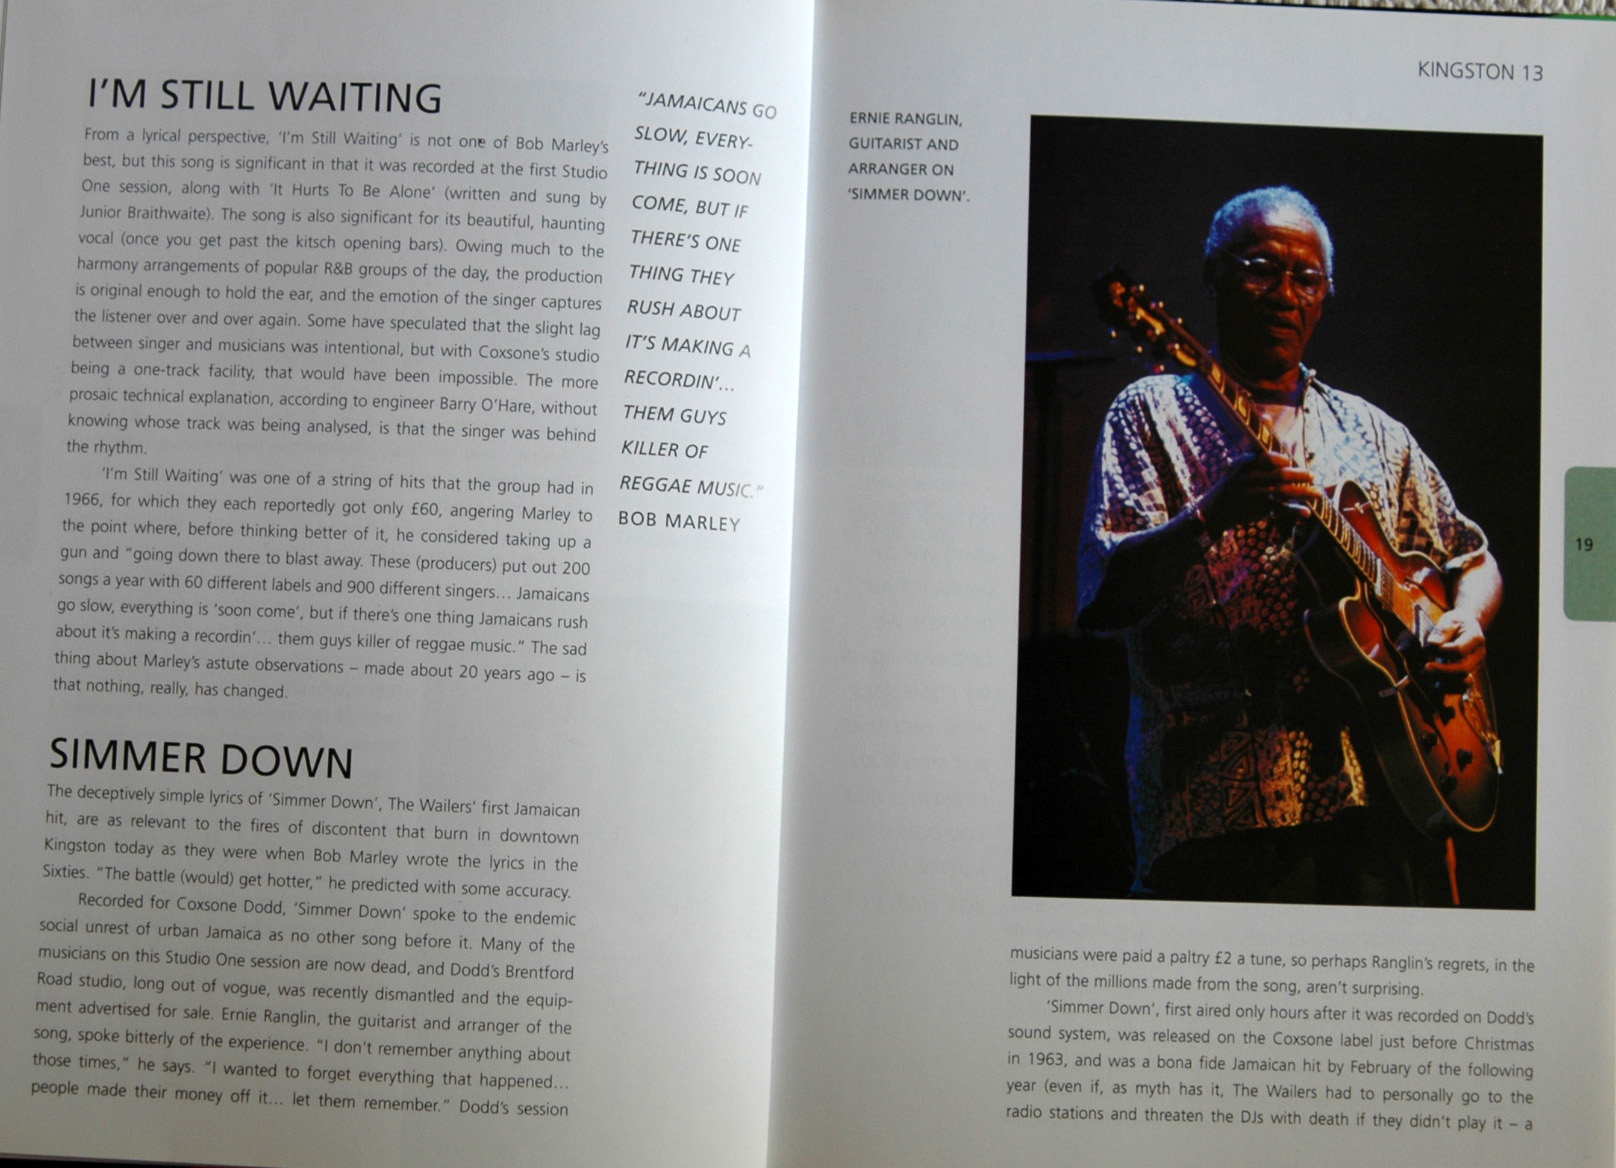 I'M STILL WAITING
From a lyrical perspective, 'I'm Still Waiting' is not one of Bob Marley's
best, but this song is significant in that it was recorded at the first Studio
One session, along with 'It Hurts To Be Alone' (written and sung by
Junior Braithwaite). The song is also significant for its beautiful, haunting
vocal (once you get past the kitsch opening bars). Owing much to the
harmony arrangements of popular R&B groups of the day, the production
is original enough to hold the ear, and the emotion of the singer captures
the listener over and over again. Some have speculated that the slight lag
between singer and musicians was intentional, but with Coxsone's studio
being a one-track facility, that would have been impossible. The more
prosaic technical explanation, according to engineer Barry O'Hare, without
knowing whose track was being analysed, is that the singer was behind
the rhythm.
'I'm Still Waiting' was one of a string of hits that the group had in
1966, for which they each reportedly got only £60, angering Marley to
the point where, before thinking better of it, he considered taking up a
gun and "going down there to blast away. These (producers) put out 200
songs a year with 60 different labels and 900 different singers... Jamaicans
go slow, everything is 'soon come', but if there's one thing Jamaicans rush
about it's making a recordin'... them guys killer of reggae music." The sad
thing about Marley's astute observations – made about 20 years ago – is
that nothing, really, has changed.
SIMMER DOWN
The deceptively simple lyrics of 'Simmer Down', The Wailers' first Jamaican
hit, are as relevant to the fires of discontent that burn in downtown
Kingston today as they were when Bob Marley wrote the lyrics in the
Sixties. "The battle (would) get hotter," he predicted with some accuracy.
Recorded for Coxsone Dodd, 'Simmer Down' spoke to the endemic
social unrest of urban Jamaica as no other song before it. Many of the
musicians on this Studio One session are now dead, and Dodd's Brentford
Road studio, long out of vogue, was recently dismantled and the equip-
ment advertised for sale. Ernie Ranglin, the guitarist and arranger of the
song, spoke bitterly of the experience. "I don't remember anything about
those times," he says. "I wanted to forget everything that happened...
people made their money off it... let them remember." Dodd's session
"JAMAICANS GO
SLOW, EVERY-
THING IS SOON
COME, BUT IF
THERE'S ONE
THING THEY
RUSH ABOUT
IT'S MAKING A
RECORDIN'...
THEM GUYS
KILLER OF
REGGAE MUSIC."
BOB MARLEY
KINGSTON 13
ERNIE RANGLIN,
GUITARIST AND
ARRANGER ON
'SIMMER DOWN'.
19
musicians were paid a paltry £2 a tune, so perhaps Ranglin's regrets, in the
light of the millions made from the song, aren't surprising.
'Simmer Down', first aired only hours after it was recorded on Dodd's
sound system, was released on the Coxsone label just before Christmas
in 1963, and was a bona fide Jamaican hit by February of the following
year (even if, as myth has it, The Wailers had to personally go to the
radio stations and threaten the DJs with death if they didn't play it – a